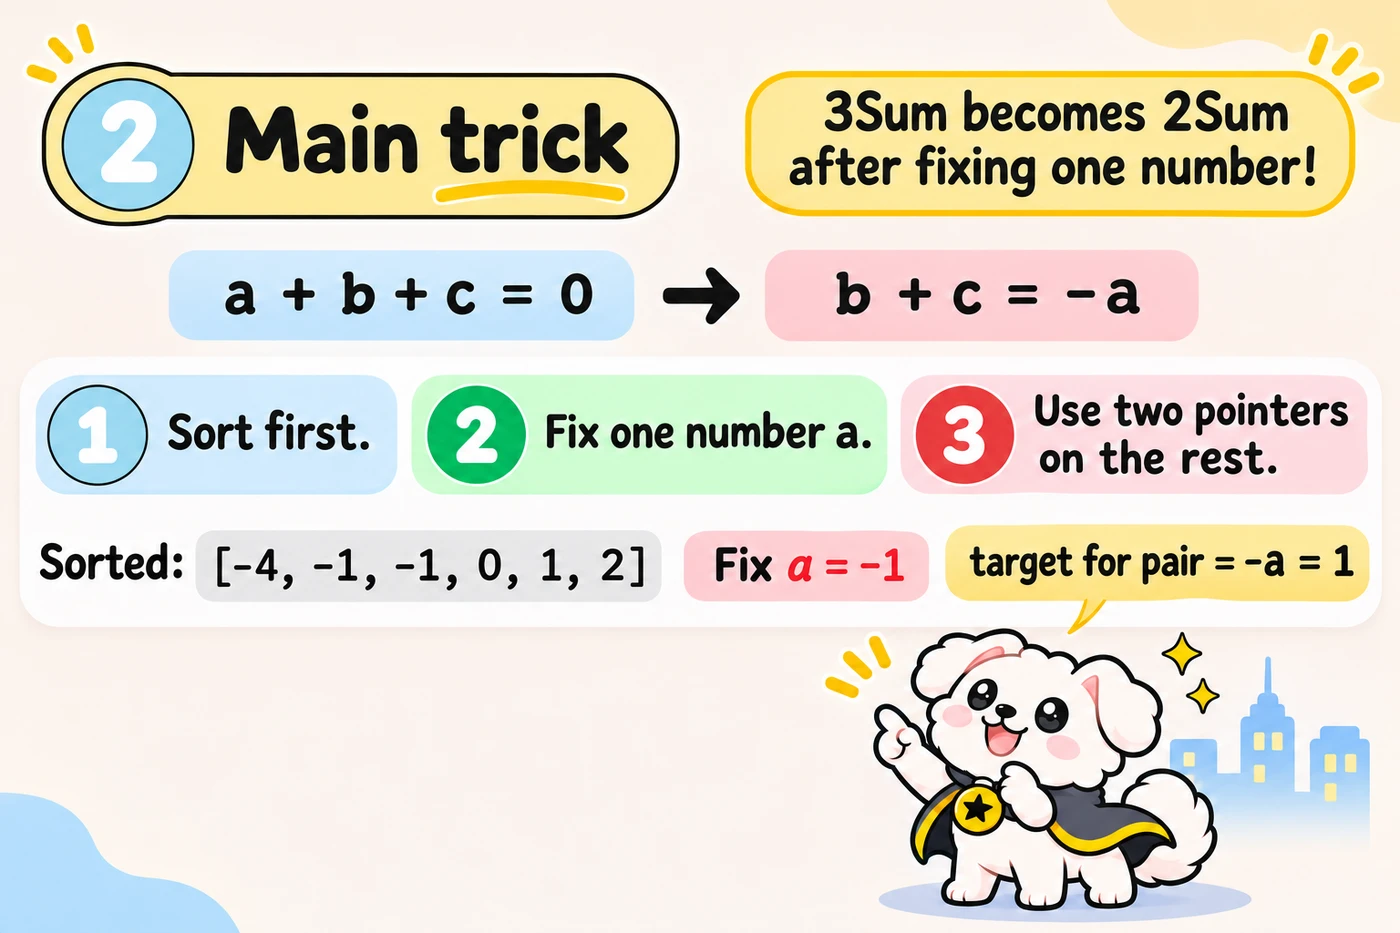 2 Main trick
3Sum becomes 2Sum
after fixing one number!
a + b + c = 0 → b + c = -a
1 Sort first.
2 Fix one number a.
3 Use two pointers
on the rest.
Sorted: [-4, -1, -1, 0, 1, 2]
Fix a = -1
target for pair = -a = 1